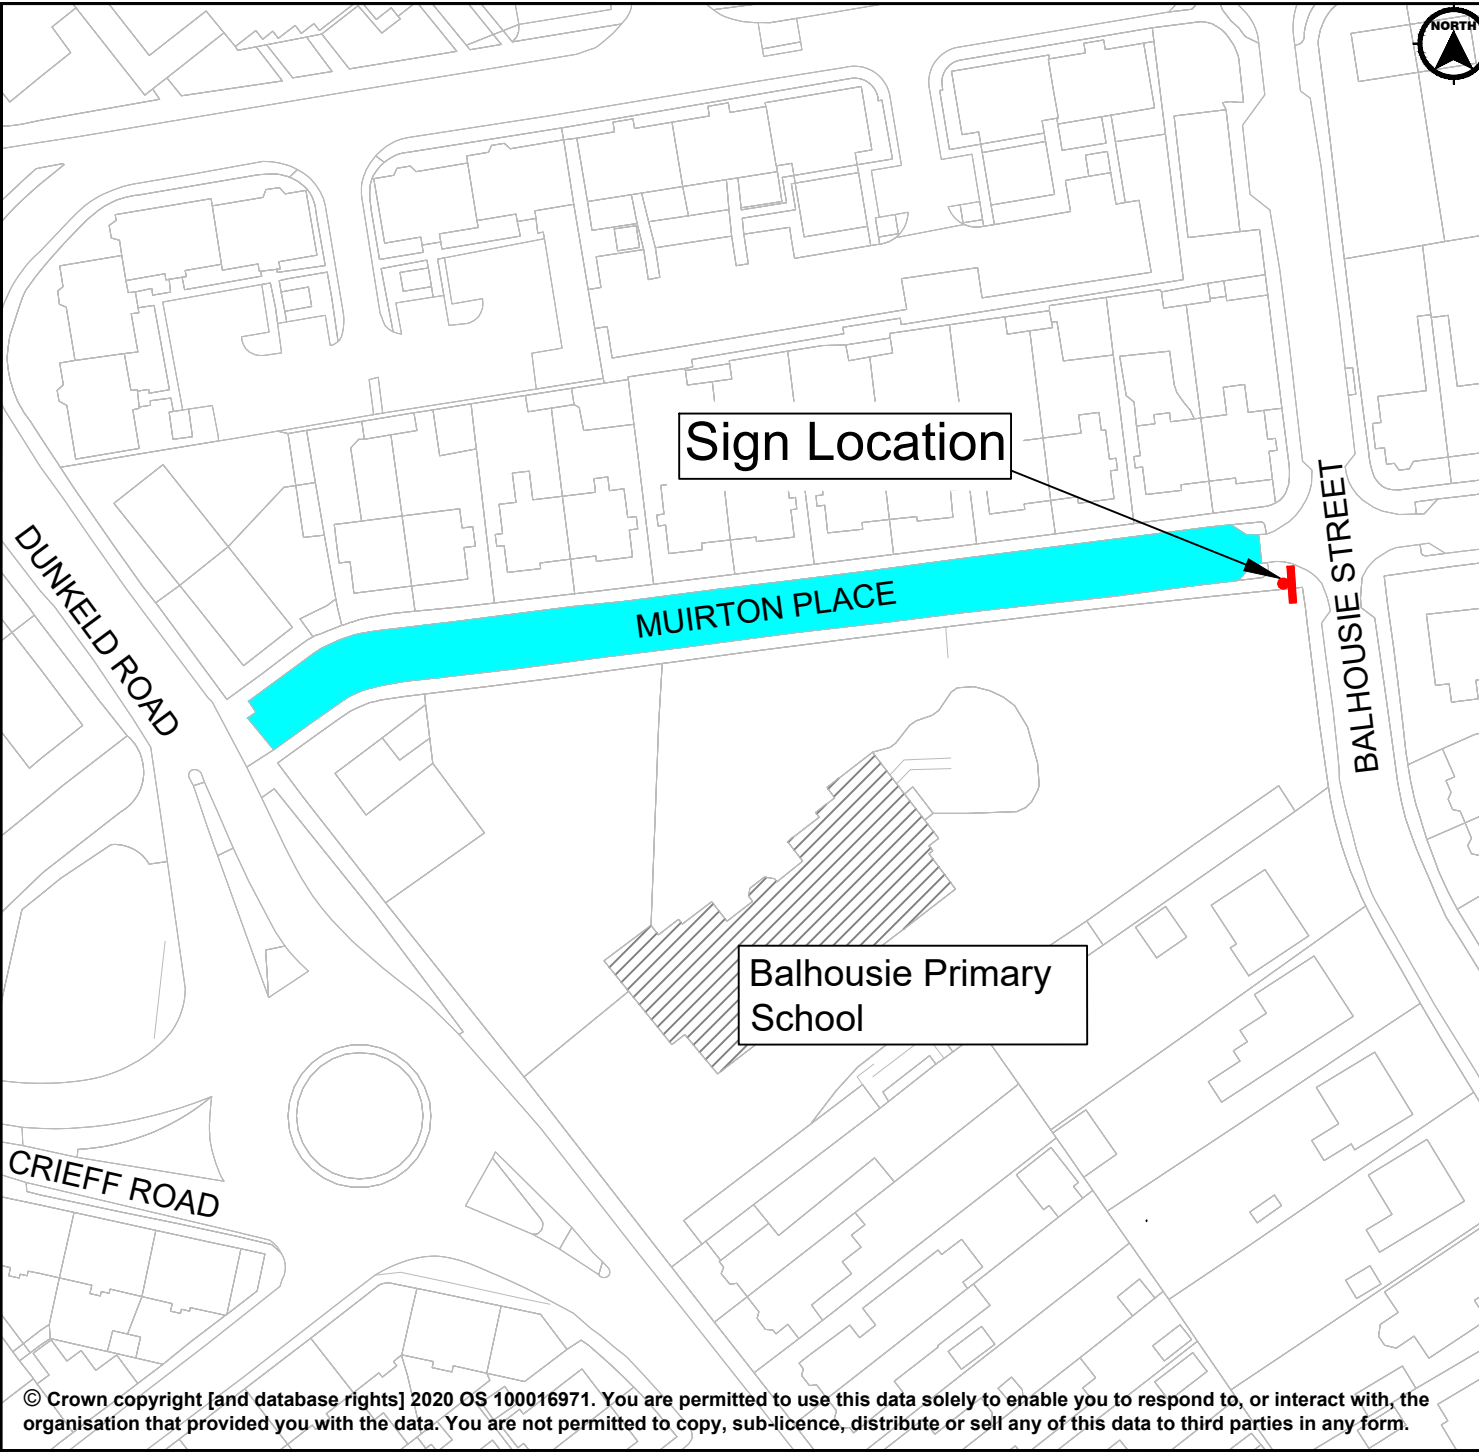 NORTH
Sign Location
DUNKELD ROAD
MUIRTON PLACE
BALHOUSIE STREET
Balhousie Primary
School
CRIEFF ROAD
© Crown copyright [and database rights] 2020 OS 100016971. You are permitted to use this data solely to enable you to respond to, or interact with, the
organisation that provided you with the data. You are not permitted to copy, sub-licence, distribute or sell any of this data to third parties in any form.